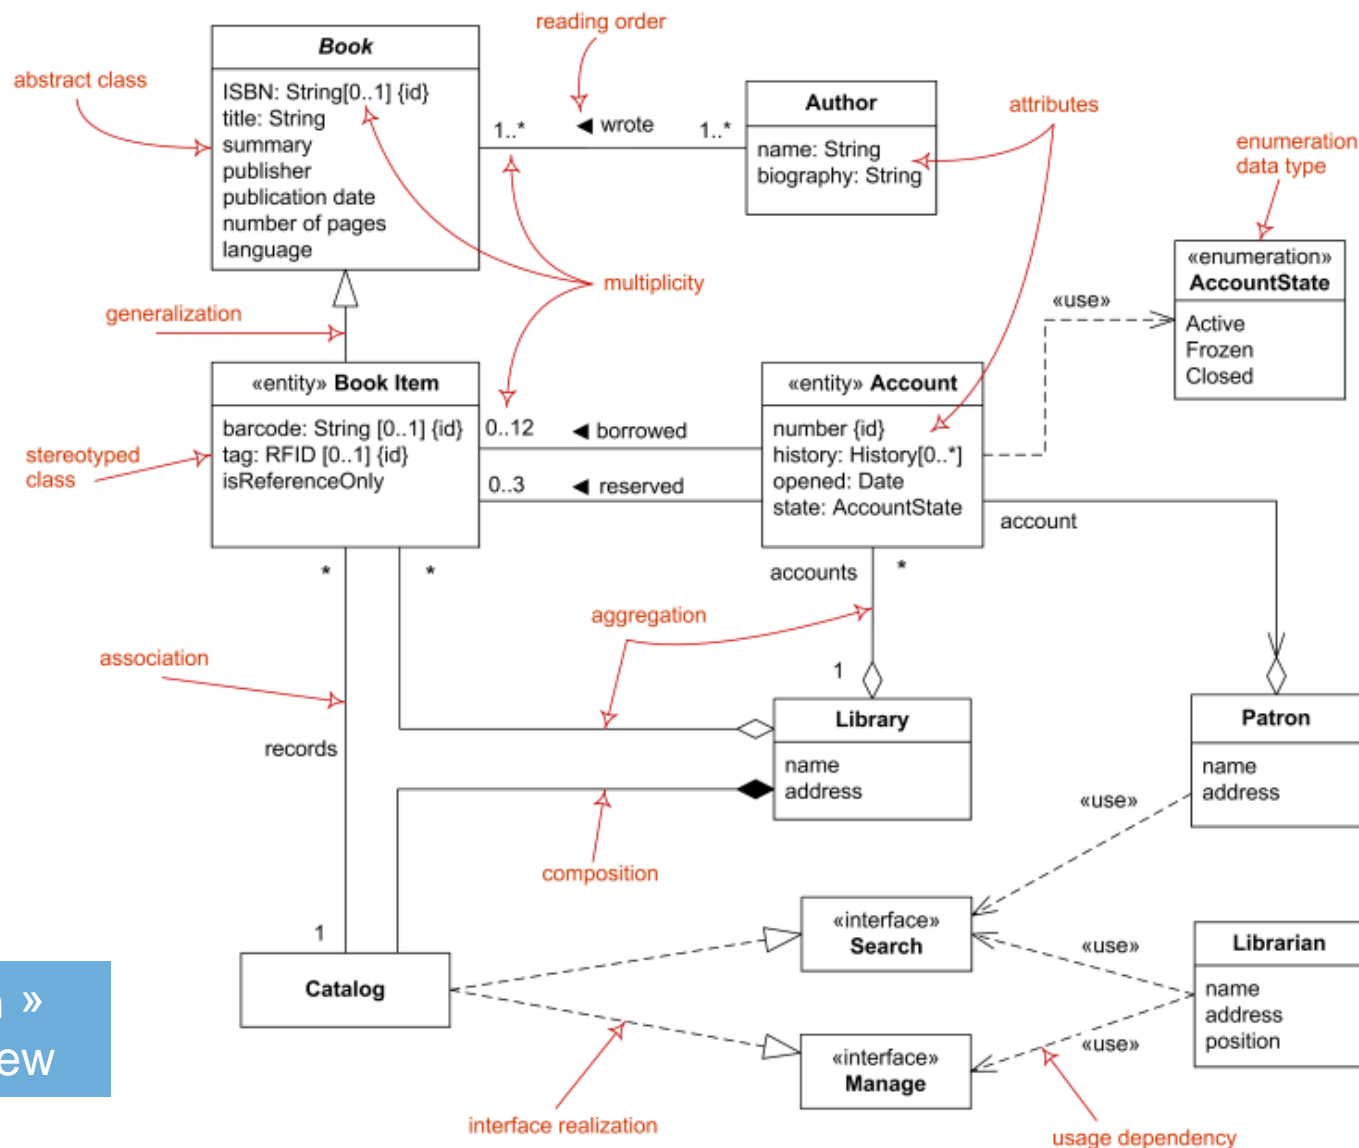 reading order
Book
abstract class
ISBN: String[0..1] {id}
title: String
summary
publisher
publication date
number of pages
language
1..*
◄ wrote
1..*
Author
name: String
biography: String
attributes
enumeration
data type
«enumeration»
AccountState
Active
Frozen
Closed
multiplicity
generalization
«use»
«entity» Book Item
barcode: String [0..1] {id}
tag: RFID [0..1] {id}
isReferenceOnly
stereotyped
class
0..12
◄ borrowed
0..3
◄ reserved
«entity» Account
number {id}
history: History[0..*]
opened: Date
state: AccountState
account
*
*
accounts
*
aggregation
association
1
records
Library
name
address
Patron
name
address
«use»
composition
1
Catalog
«interface»
Search
«use»
Librarian
name
address
position
«interface»
Manage
«use»
interface realization
usage dependency
»